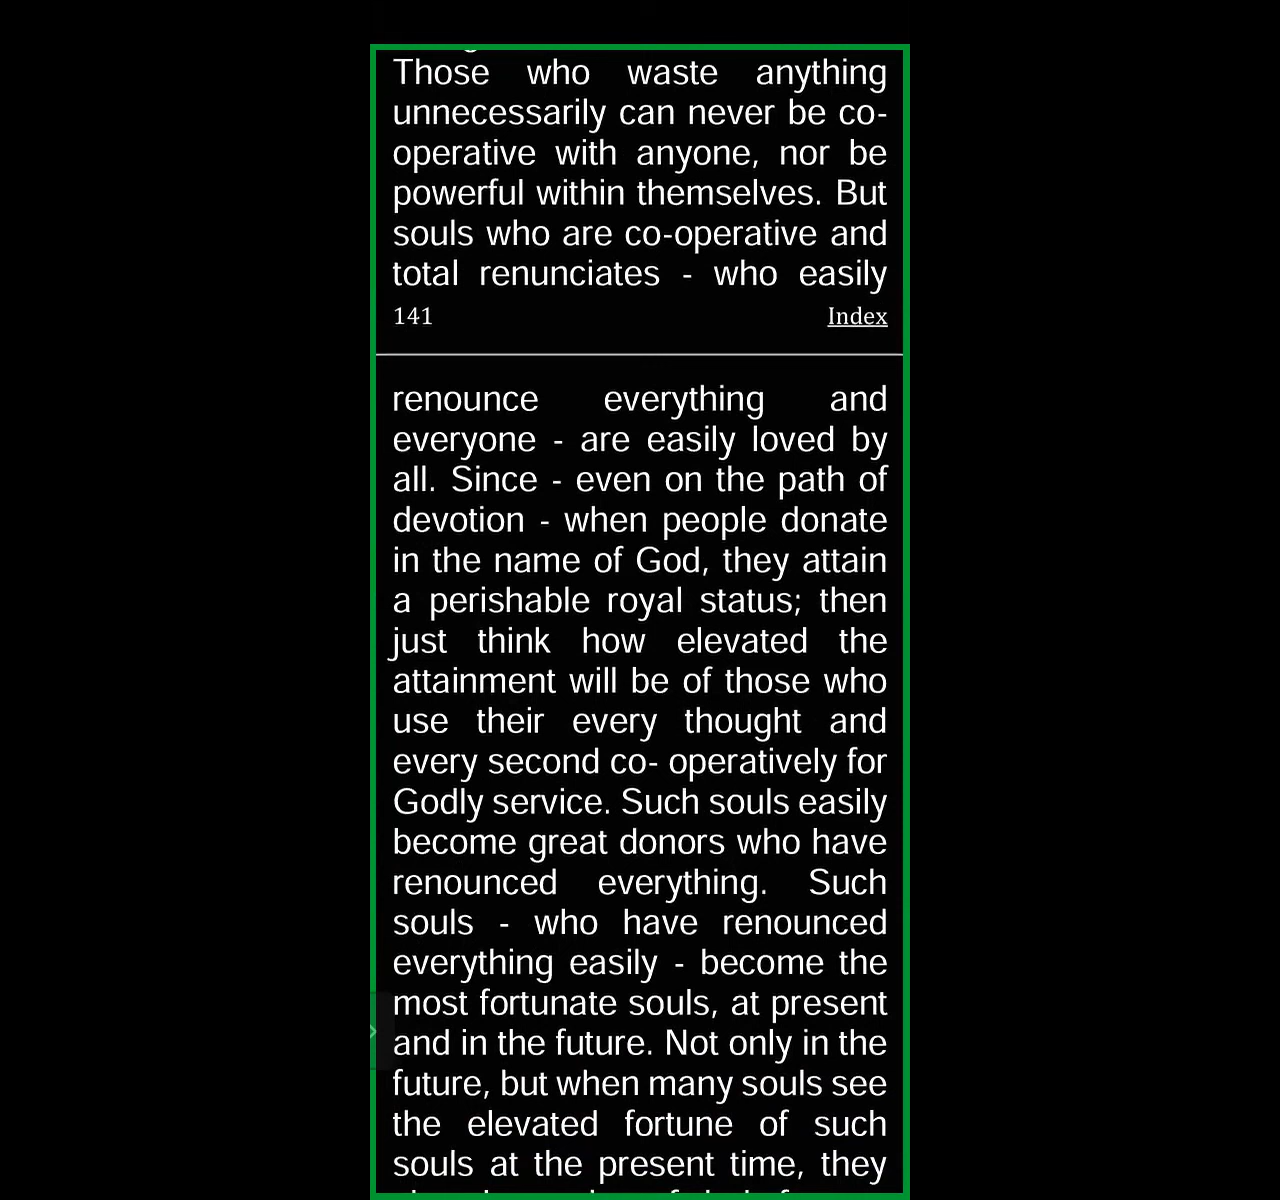 Those who waste anything
unnecessarily can never be co-
operative with anyone, nor be
powerful within themselves. But
souls who are co-operative and
total renunciates - who easily
141 Index
renounce everything and
everyone - are easily loved by
all. Since - even on the path of
devotion - when people donate
in the name of God, they attain
a perishable royal status; then
just think how elevated the
attainment will be of those who
use their every thought and
every second co- operatively for
Godly service. Such souls easily
become great donors who have
renounced everything. Such
souls - who have renounced
everything easily - become the
most fortunate souls, at present
and in the future. Not only in the
future, but when many souls see
the elevated fortune of such
souls at the present time, they